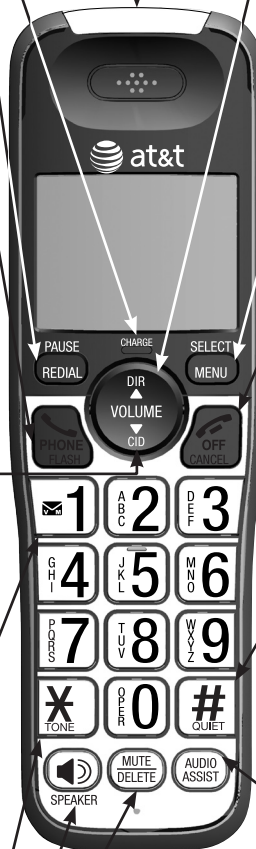 at&t
PAUSE CHARGE SELECT
REDIAL DIR MENU
VOLUME
PHONE CID OFF
FLASH CANCEL
1 ABC 2 DEF 3
GHI 4 JKL 5 MNO 6
PQRS 7 TUV 8 WXYZ 9
TONE OPER 0 # QUIET
MUTE AUDIO
DELETE ASSIST
SPEAKER